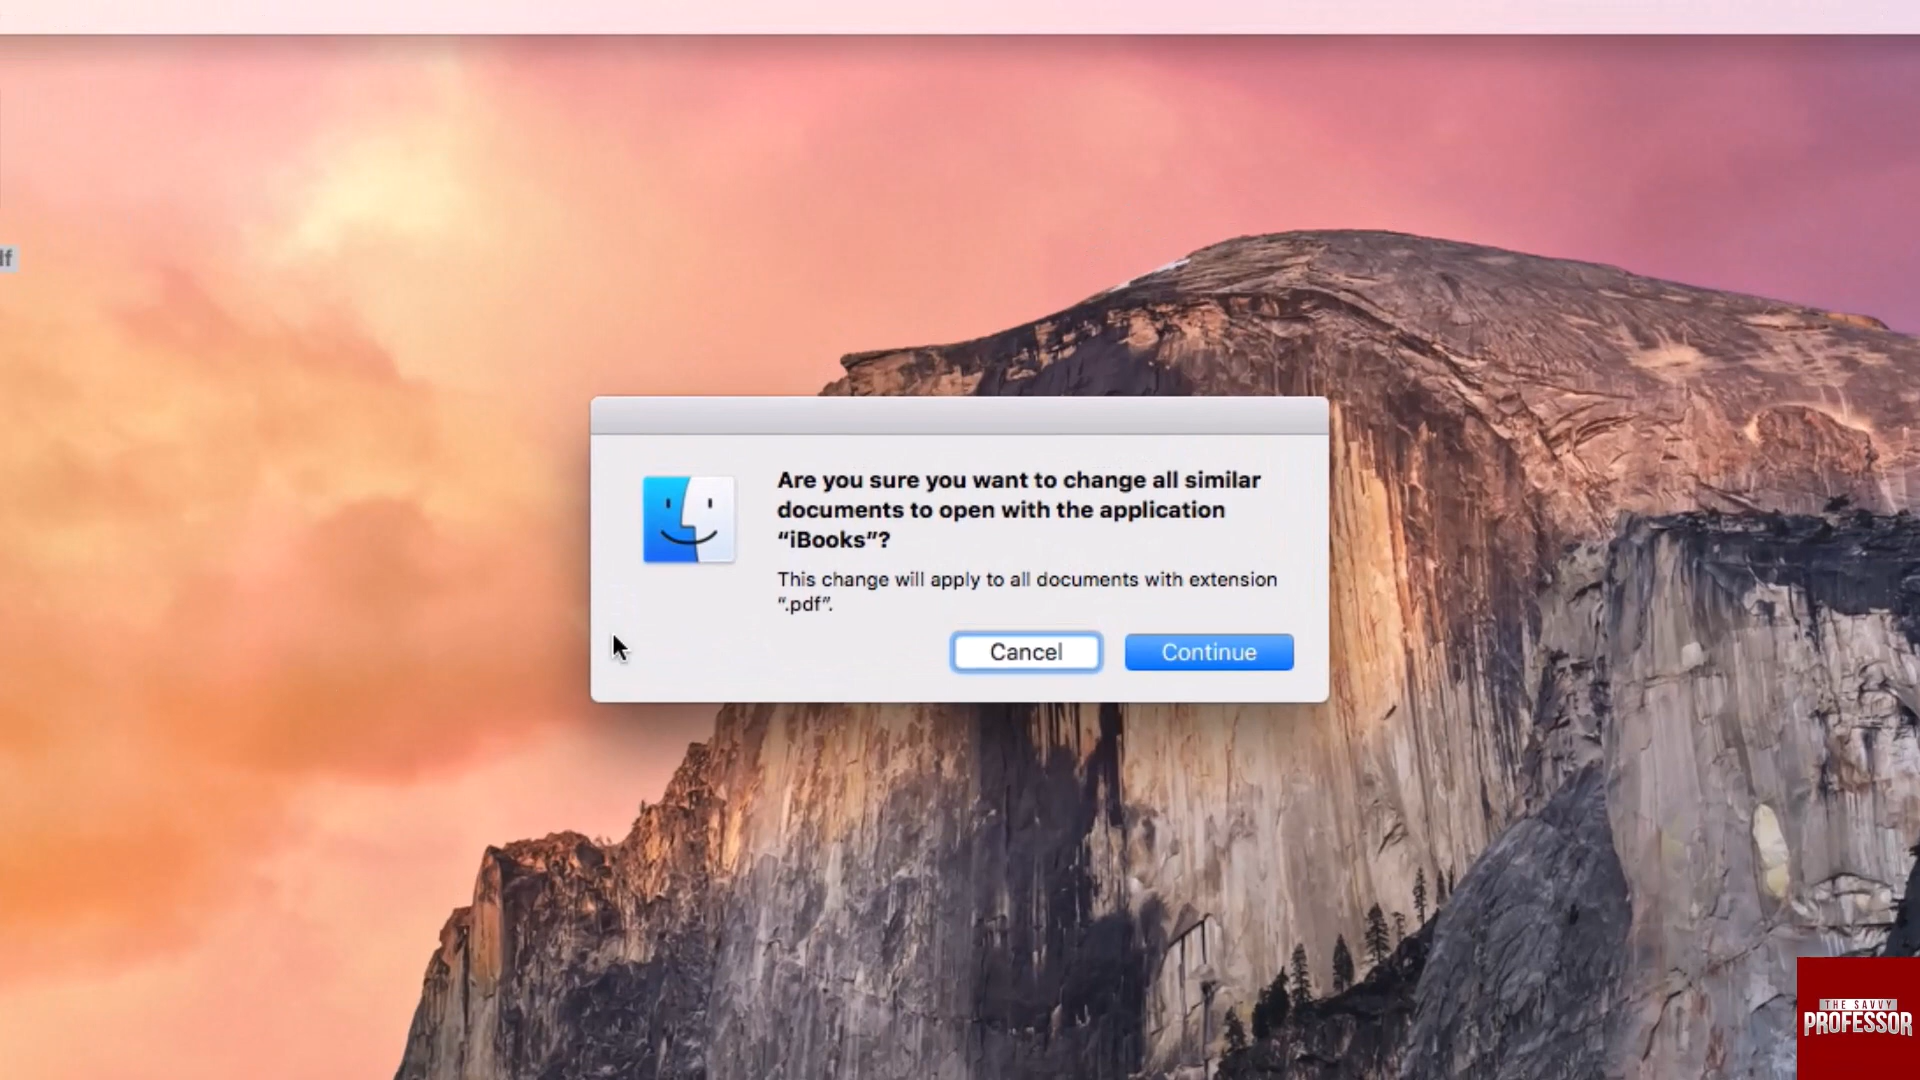 df
Are you sure you want to change all similar
documents to open with the application
“iBooks”?
This change will apply to all documents with extension
“.pdf”.
Cancel
Continue
THE SAVVY
PROFESSOR